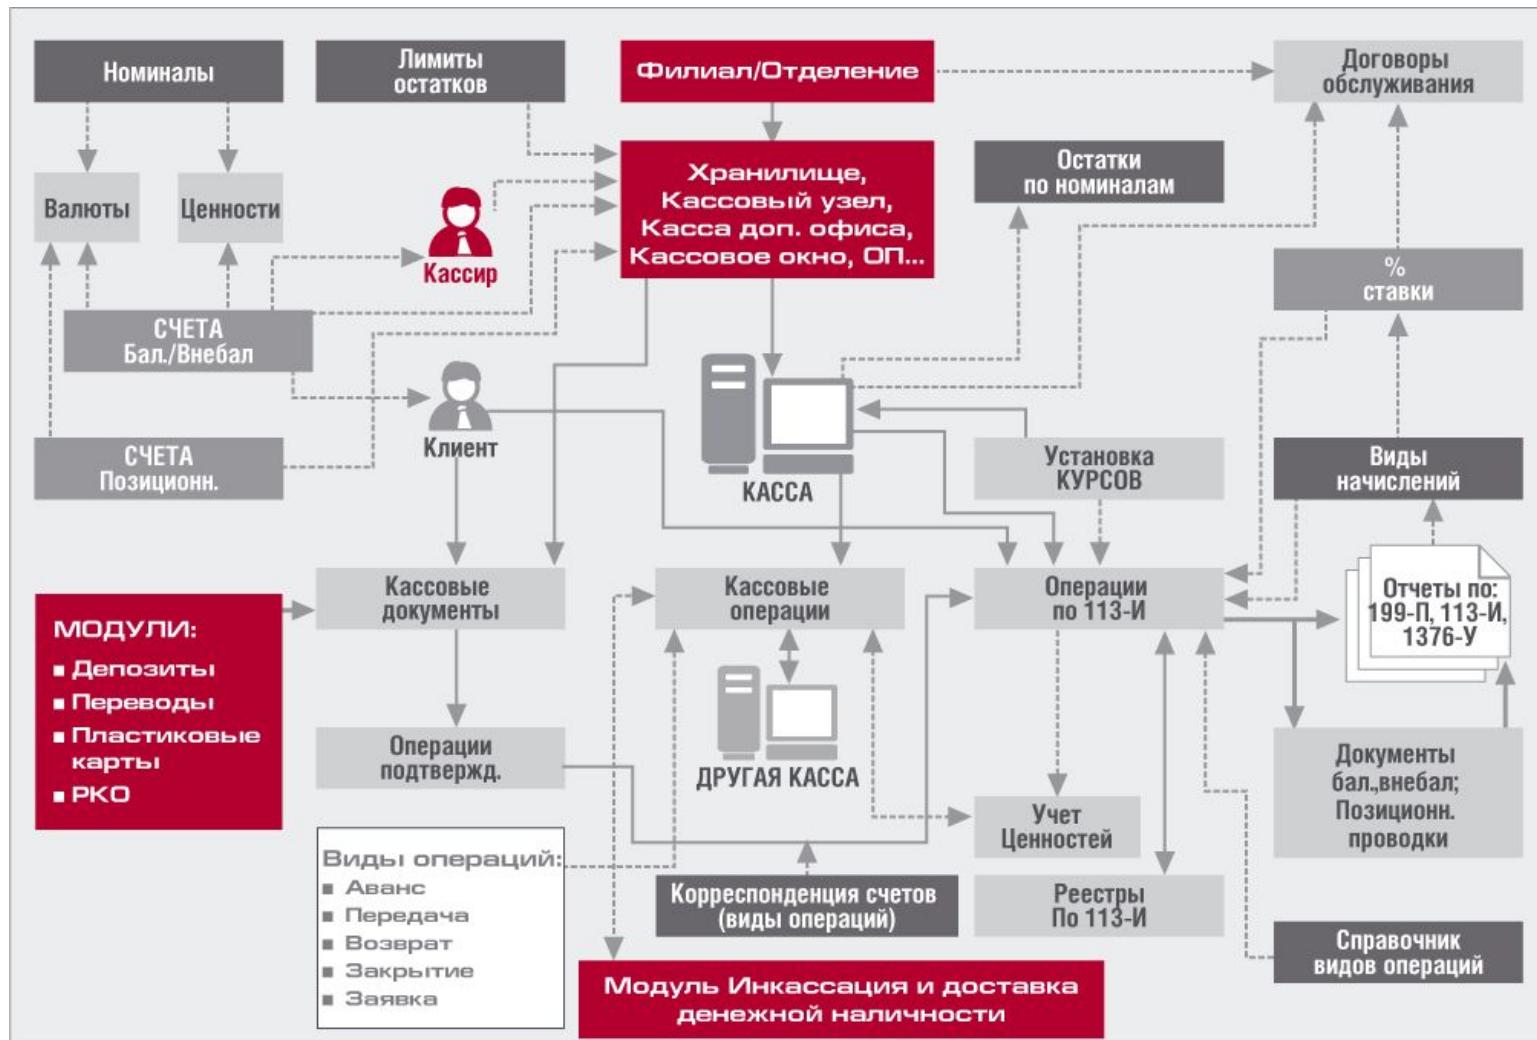 Номиналы
Лимиты
остатков
Филиал/Отделение
Договоры
обслуживания
Валюты
Ценности
Кассир
Хранилище,
Кассовый узел,
Касса доп. офиса,
Кассовое окно, ОП...
Остатки
по номиналам
%
ставки
СЧЕТА
Бал./Внебал
Клиент
СЧЕТА
Позиционн.
КАССА
Установка
КУРСОВ
Виды
начислений
МОДУЛИ:
▪ Депозиты
▪ Переводы
▪ Пластиковые
карты
▪ РКО
Кассовые
документы
Кассовые
операции
Операции
по 113-И
Отчеты по:
199-П, 113-И,
1376-У
Операции
подтвержд.
ДРУГАЯ КАССА
Учет
Ценностей
Документы
бал.,внебал;
Позиционн.
проводки
Виды операций:
▪ Аванс
▪ Передача
▪ Возврат
▪ Закрытие
▪ Заявка
Корреспонденция счетов
(виды операций)
Реестры
По 113-И
Справочник
видов операций
Модуль Инкассация и доставка
денежной наличности